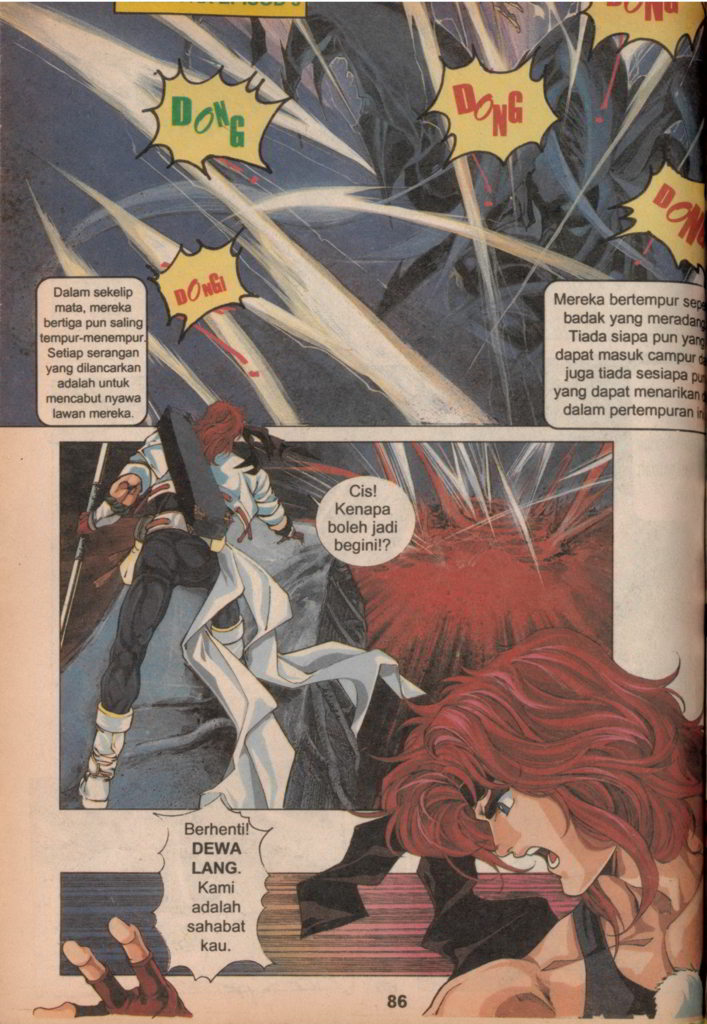 DONG
DONG
DONG
DONG
DONG!
Dalam sekelip
mata, mereka
bertiga pun saling
tempur-menempur.
Setiap serangan
yang dilancarkan
adalah untuk
mencabut nyawa
lawan mereka.
Mereka bertempur
badak yang meradang
Tiada siapa pun yang
dapat masuk campur
juga tiada sesiapa
yang dapat menarikan
dalam pertempuran
Cis!
Kenapa
boleh jadi
begini!?
Berhenti!
DEWA
LANG.
Kami
adalah
sahabat
kau.
86